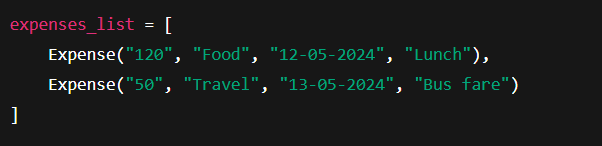 expenses_list = [
    Expense("120", "Food", "12-05-2024", "Lunch"),
    Expense("50", "Travel", "13-05-2024", "Bus fare")
]